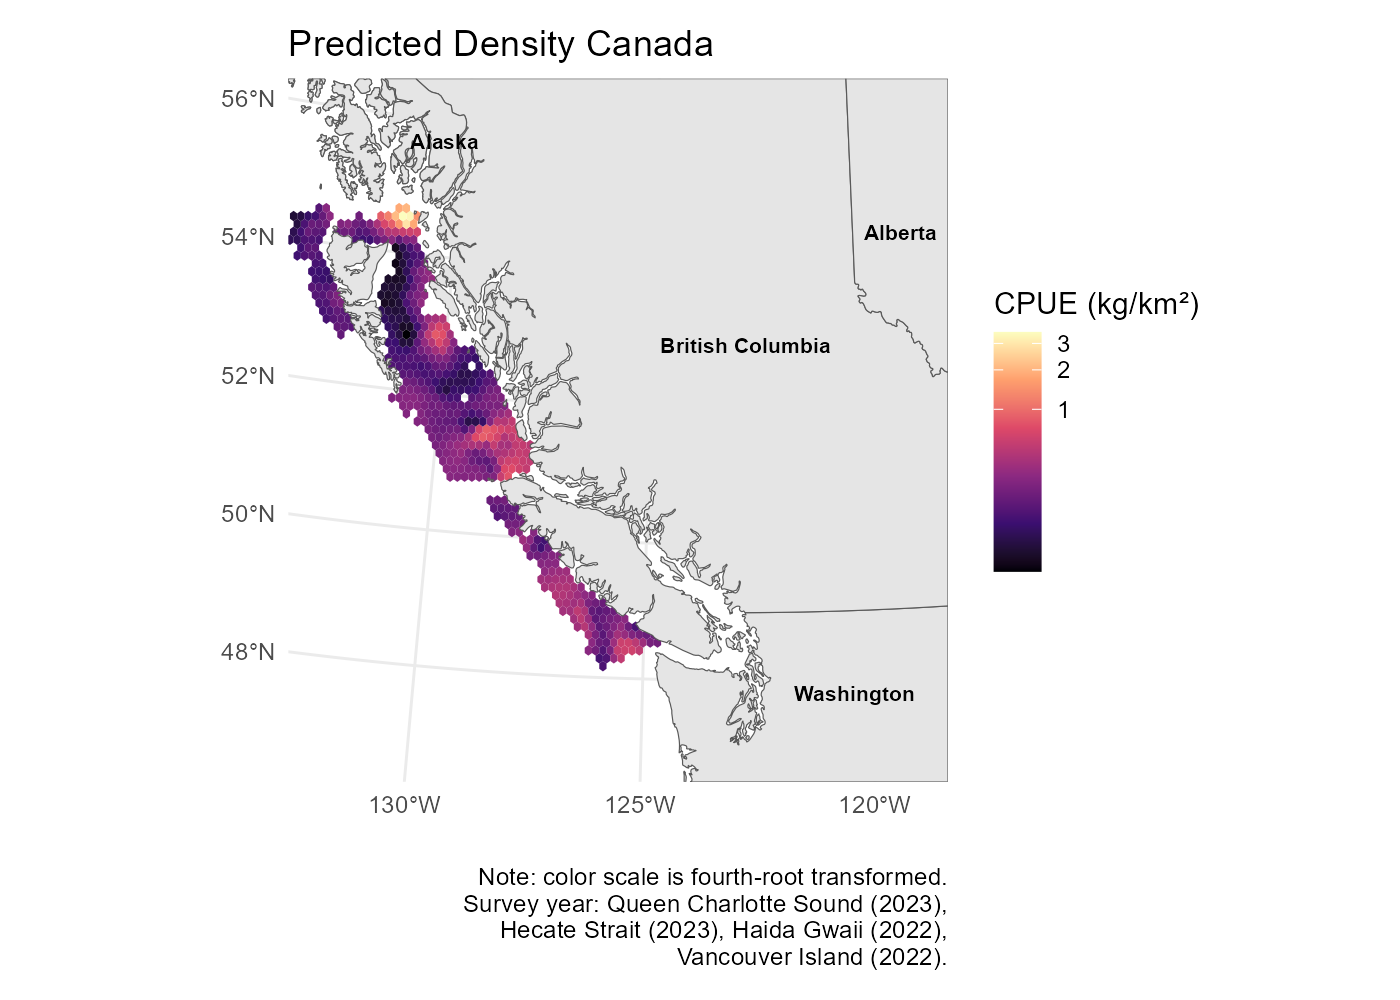 Predicted Density Canada
56°N
54°N
52°N
50°N
48°N
Alaska
Alberta
British Columbia
Washington
130°W
125°W
120°W
CPUE (kg/km²)
3
2
1
Note: color scale is fourth-root transformed.
Survey year: Queen Charlotte Sound (2023),
Hecate Strait (2023), Haida Gwaii (2022),
Vancouver Island (2022).